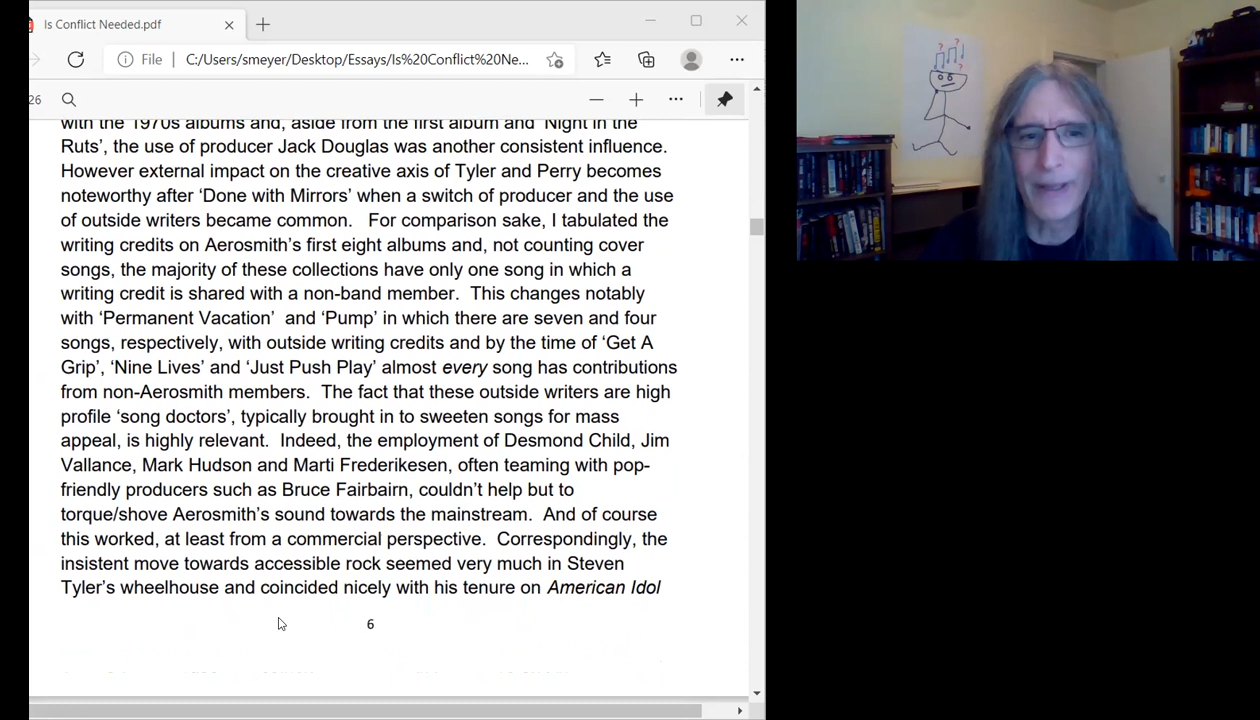 Is Conflict Needed.pdf
File
C:/Users/smeyer/Desktop/Essays/Is%20Conflict%20Ne...
26
with the 1970s albums and, aside from the first album and 'Night in the
Ruts', the use of producer Jack Douglas was another consistent influence.
However external impact on the creative axis of Tyler and Perry becomes
noteworthy after 'Done with Mirrors' when a switch of producer and the use
of outside writers became common. For comparison sake, I tabulated the
writing credits on Aerosmith's first eight albums and, not counting cover
songs, the majority of these collections have only one song in which a
writing credit is shared with a non-band member. This changes notably
with 'Permanent Vacation' and 'Pump' in which there are seven and four
songs, respectively, with outside writing credits and by the time of 'Get A
Grip', 'Nine Lives' and 'Just Push Play' almost every song has contributions
from non-Aerosmith members. The fact that these outside writers are high
profile 'song doctors', typically brought in to sweeten songs for mass
appeal, is highly relevant. Indeed, the employment of Desmond Child, Jim
Vallance, Mark Hudson and Marti Frederikesen, often teaming with pop-
friendly producers such as Bruce Fairbairn, couldn't help but to
torque/shove Aerosmith's sound towards the mainstream. And of course
this worked, at least from a commercial perspective. Correspondingly, the
insistent move towards accessible rock seemed very much in Steven
Tyler's wheelhouse and coincided nicely with his tenure on American Idol
6
? ?
?